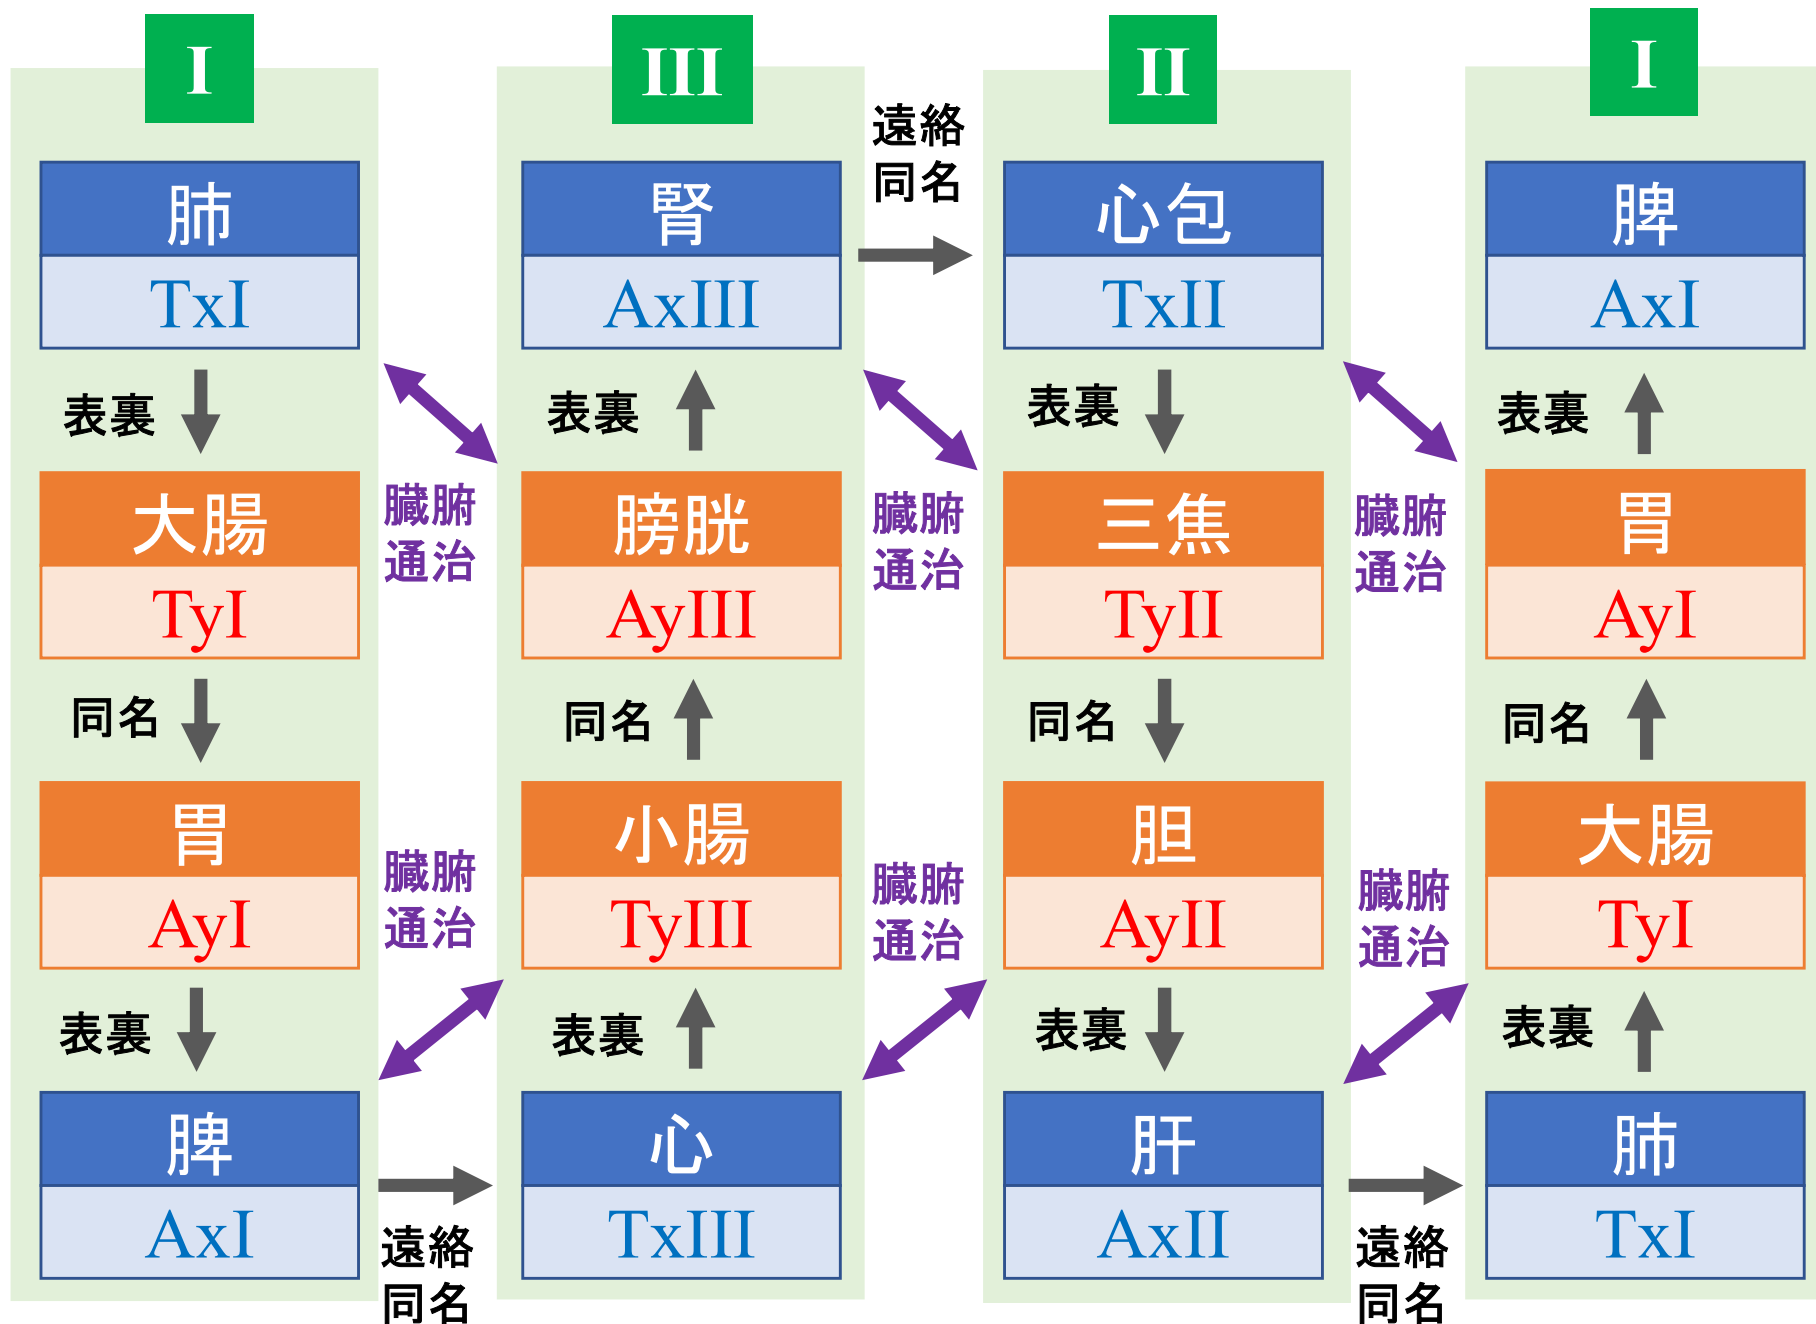 I
肺
TxI
表裏
大腸
TyI
同名
胃
AyI
表裏
脾
AxI
臓腑
通治
臓腑
通治
遠絡
同名
III
腎
AxIII
表裏
膀胱
AyIII
同名
小腸
TyIII
表裏
心
TxIII
遠絡
同名
臓腑
通治
臓腑
通治
II
心包
TxII
表裏
三焦
TyII
同名
胆
AyII
表裏
肝
AxII
臓腑
通治
臓腑
通治
遠絡
同名
I
脾
AxI
表裏
胃
AyI
同名
大腸
TyI
表裏
肺
TxI